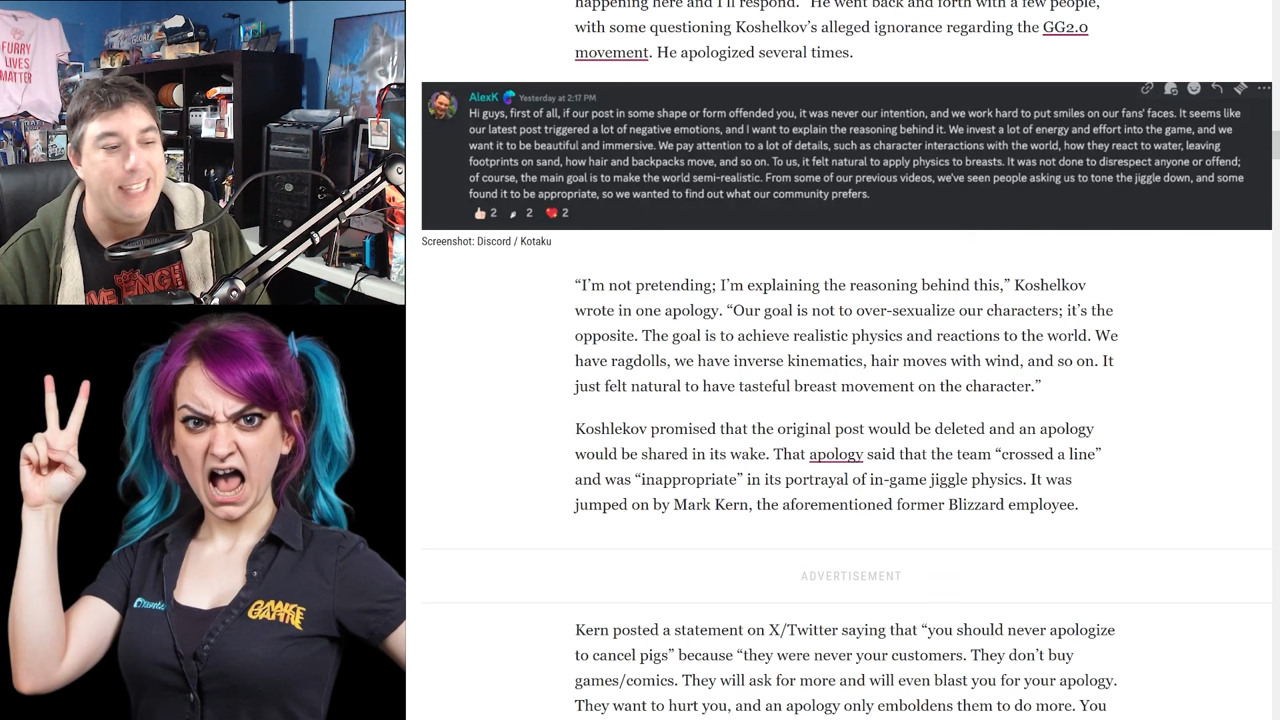 FURRY
LIVES
MATTER
GLORY
happening here and I'll respond.” He went back and forth with a few people,
with some questioning Koshelkov's alleged ignorance regarding the GG2.0
movement. He apologized several times.
AlexK Yesterday at 2:17 PM
Hi guys, first of all, if our post in some shape or form offended you, it was never our intention, and we work hard to put smiles on our fans' faces. It seems like
our latest post triggered a lot of negative emotions, and I want to explain the reasoning behind it. We invest a lot of energy and effort into the game, and we
want it to be beautiful and immersive. We pay attention to a lot of details, such as character interactions with the world, how they react to water, leaving
footprints on sand, how hair and backpacks move, and so on. To us, it felt natural to apply physics to breasts. It was not done to disrespect anyone or offend;
of course, the main goal is to make the world semi-realistic. From some of our previous videos, we've seen people asking us to tone the jiggle down, and some
found it to be appropriate, so we wanted to find out what our community prefers.
2 2 2
Screenshot: Discord / Kotaku
“I'm not pretending; I'm explaining the reasoning behind this,” Koshelkov
wrote in one apology. “Our goal is not to over-sexualize our characters; it's the
opposite. The goal is to achieve realistic physics and reactions to the world. We
have ragdolls, we have inverse kinematics, hair moves with wind, and so on. It
just felt natural to have tasteful breast movement on the character.”
Koshlekov promised that the original post would be deleted and an apology
would be shared in its wake. That apology said that the team “crossed a line”
and was “inappropriate” in its portrayal of in-game jiggle physics. It was
jumped on by Mark Kern, the aforementioned former Blizzard employee.
ADVERTISEMENT
Kern posted a statement on X/Twitter saying that “you should never apologize
to cancel pigs” because “they were never your customers. They don't buy
games/comics. They will ask for more and will even blast you for your apology.
They want to hurt you, and an apology only emboldens them to do more. You